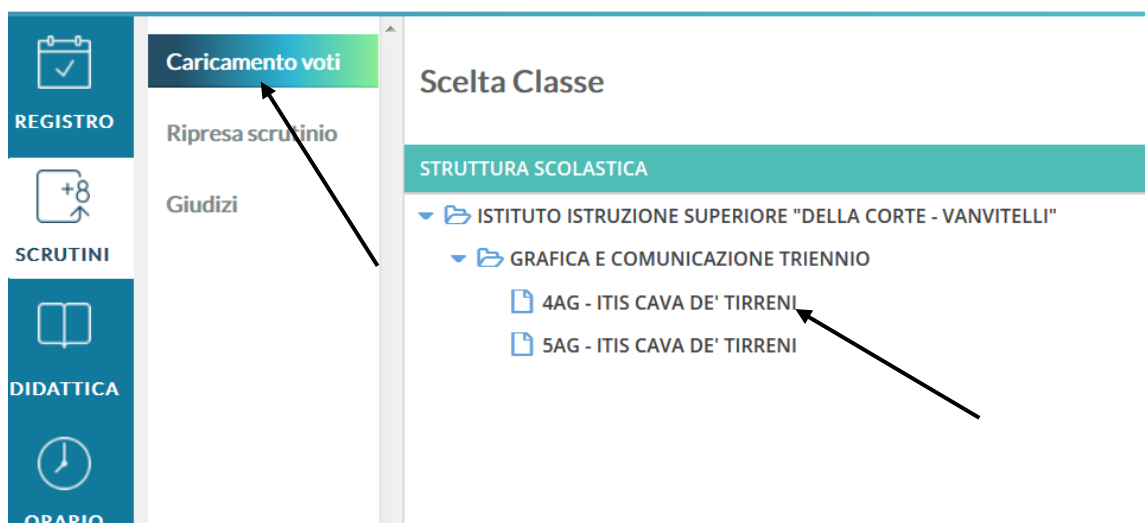 REGISTRO
+8
SCRUTINI
DIDATTICA
ORARIO
Caricamento voti
Ripresa scrutinio
Giudizi
Scelta Classe
STRUTTURA SCOLASTICA
ISTITUTO ISTRUZIONE SUPERIORE "DELLA CORTE - VANVITELLI"
GRAFICA E COMUNICAZIONE TRIENNIO
4AG - ITIS CAVA DE' TIRRENI
5AG - ITIS CAVA DE' TIRRENI